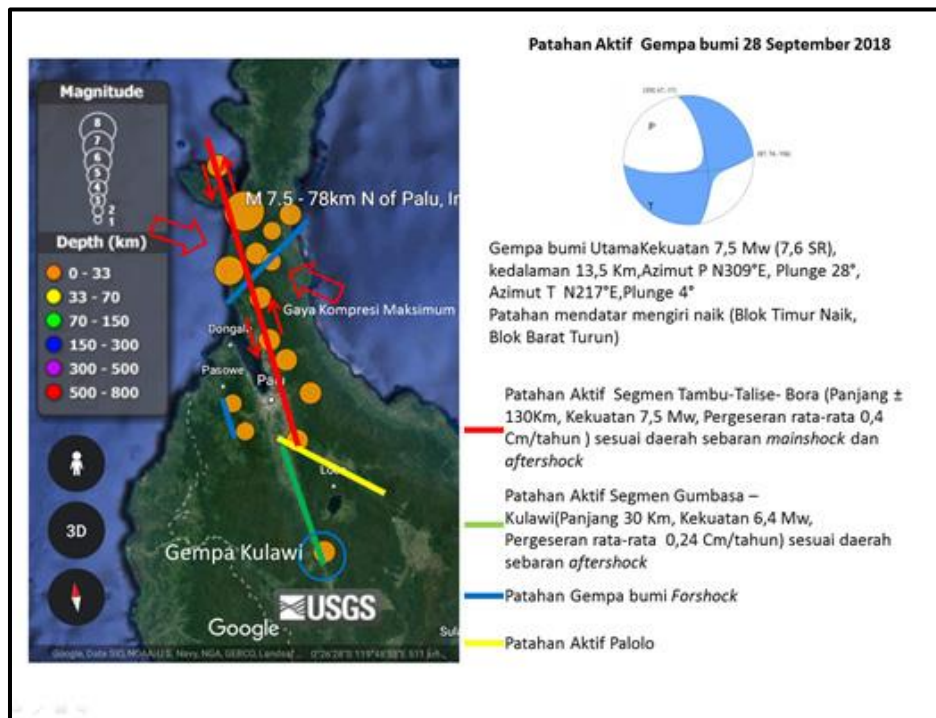 Patahan Aktif Gempa bumi 28 September 2018
Magnitude
8
7
6
5
4
3
2
1
Depth (km)
0 - 33
33 - 70
70 - 150
150 - 300
300 - 500
500 - 800
M 7.5 - 78km N of Palu, In
Gaya Kompresi Maksimum
Dongala
Pasowe
Palu
3D
Gempa Kulawi
USGS
Google
Sula
P
T
Gempa bumi UtamaKekuatan 7,5 Mw (7,6 SR),
kedalaman 13,5 Km,Azimut P N309°E, Plunge 28°,
Azimut T N217°E,Plunge 4°
Patahan mendatar mengiri naik (Blok Timur Naik,
Blok Barat Turun)
Patahan Aktif Segmen Tambu-Talise- Bora (Panjang ±
130Km, Kekuatan 7,5 Mw, Pergeseran rata-rata 0,4
Cm/tahun ) sesuai daerah sebaran mainshock dan
aftershock
Patahan Aktif Segmen Gumbasa –
Kulawi(Panjang 30 Km, Kekuatan 6,4 Mw,
Pergeseran rata-rata 0,24 Cm/tahun) sesuai daerah
sebaran aftershock
Patahan Gempa bumi Forshock
Patahan Aktif Palolo